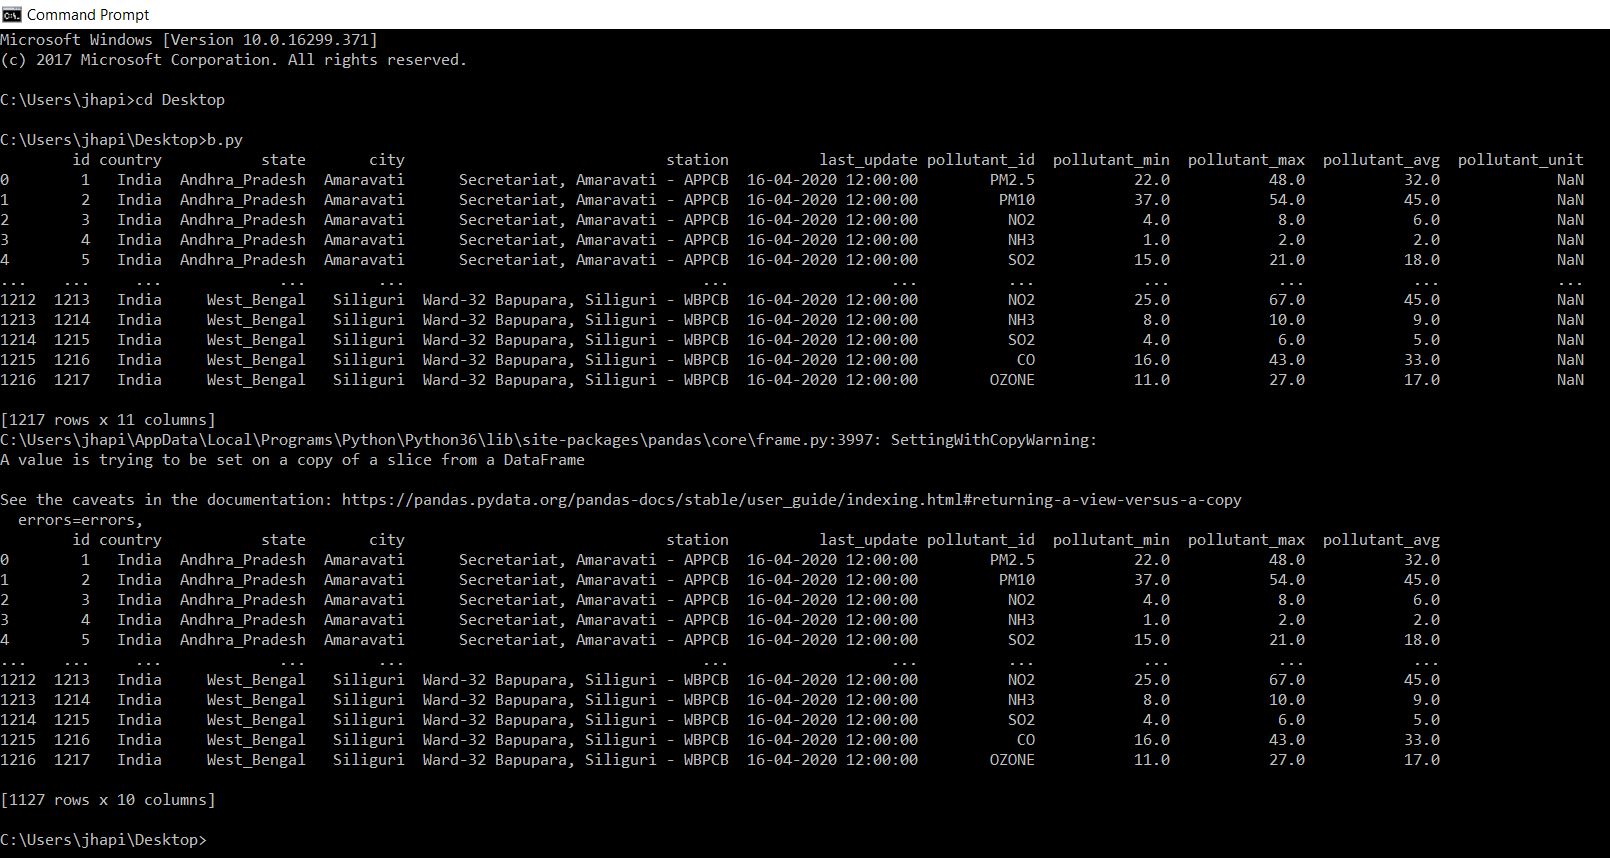 Command Prompt
Microsoft Windows [Version 10.0.16299.371]
(c) 2017 Microsoft Corporation. All rights reserved.
C:\Users\jhapi>cd Desktop
C:\Users\jhapi\Desktop>b.py
id country state city station last_update pollutant_id pollutant_min pollutant_max pollutant_avg pollutant_unit
0 1 India Andhra_Pradesh Amaravati Secretariat, Amaravati - APPCB 16-04-2020 12:00:00 PM2.5 22.0 48.0 32.0 NaN
1 2 India Andhra_Pradesh Amaravati Secretariat, Amaravati - APPCB 16-04-2020 12:00:00 PM10 37.0 54.0 45.0 NaN
2 3 India Andhra_Pradesh Amaravati Secretariat, Amaravati - APPCB 16-04-2020 12:00:00 NO2 4.0 8.0 6.0 NaN
3 4 India Andhra_Pradesh Amaravati Secretariat, Amaravati - APPCB 16-04-2020 12:00:00 NH3 1.0 2.0 2.0 NaN
4 5 India Andhra_Pradesh Amaravati Secretariat, Amaravati - APPCB 16-04-2020 12:00:00 SO2 15.0 21.0 18.0 NaN
... ... ... ... ... ... ... ... ... ... ... ...
1212 1213 India West_Bengal Siliguri Ward-32 Bapupara, Siliguri - WBPCB 16-04-2020 12:00:00 NO2 25.0 67.0 45.0 NaN
1213 1214 India West_Bengal Siliguri Ward-32 Bapupara, Siliguri - WBPCB 16-04-2020 12:00:00 NH3 8.0 10.0 9.0 NaN
1214 1215 India West_Bengal Siliguri Ward-32 Bapupara, Siliguri - WBPCB 16-04-2020 12:00:00 SO2 4.0 6.0 5.0 NaN
1215 1216 India West_Bengal Siliguri Ward-32 Bapupara, Siliguri - WBPCB 16-04-2020 12:00:00 CO 16.0 43.0 33.0 NaN
1216 1217 India West_Bengal Siliguri Ward-32 Bapupara, Siliguri - WBPCB 16-04-2020 12:00:00 OZONE 11.0 27.0 17.0 NaN
[1217 rows x 11 columns]
C:\Users\jhapi\AppData\Local\Programs\Python\Python36\lib\site-packages\pandas\core\frame.py:3997: SettingWithCopyWarning:
A value is trying to be set on a copy of a slice from a DataFrame
See the caveats in the documentation: https://pandas.pydata.org/pandas-docs/stable/user_guide/indexing.html#returning-a-view-versus-a-copy
errors=errors,
id country state city station last_update pollutant_id pollutant_min pollutant_max pollutant_avg
0 1 India Andhra_Pradesh Amaravati Secretariat, Amaravati - APPCB 16-04-2020 12:00:00 PM2.5 22.0 48.0 32.0
1 2 India Andhra_Pradesh Amaravati Secretariat, Amaravati - APPCB 16-04-2020 12:00:00 PM10 37.0 54.0 45.0
2 3 India Andhra_Pradesh Amaravati Secretariat, Amaravati - APPCB 16-04-2020 12:00:00 NO2 4.0 8.0 6.0
3 4 India Andhra_Pradesh Amaravati Secretariat, Amaravati - APPCB 16-04-2020 12:00:00 NH3 1.0 2.0 2.0
4 5 India Andhra_Pradesh Amaravati Secretariat, Amaravati - APPCB 16-04-2020 12:00:00 SO2 15.0 21.0 18.0
... ... ... ... ... ... ... ... ... ... ...
1212 1213 India West_Bengal Siliguri Ward-32 Bapupara, Siliguri - WBPCB 16-04-2020 12:00:00 NO2 25.0 67.0 45.0
1213 1214 India West_Bengal Siliguri Ward-32 Bapupara, Siliguri - WBPCB 16-04-2020 12:00:00 NH3 8.0 10.0 9.0
1214 1215 India West_Bengal Siliguri Ward-32 Bapupara, Siliguri - WBPCB 16-04-2020 12:00:00 SO2 4.0 6.0 5.0
1215 1216 India West_Bengal Siliguri Ward-32 Bapupara, Siliguri - WBPCB 16-04-2020 12:00:00 CO 16.0 43.0 33.0
1216 1217 India West_Bengal Siliguri Ward-32 Bapupara, Siliguri - WBPCB 16-04-2020 12:00:00 OZONE 11.0 27.0 17.0
[1127 rows x 10 columns]
C:\Users\jhapi\Desktop>